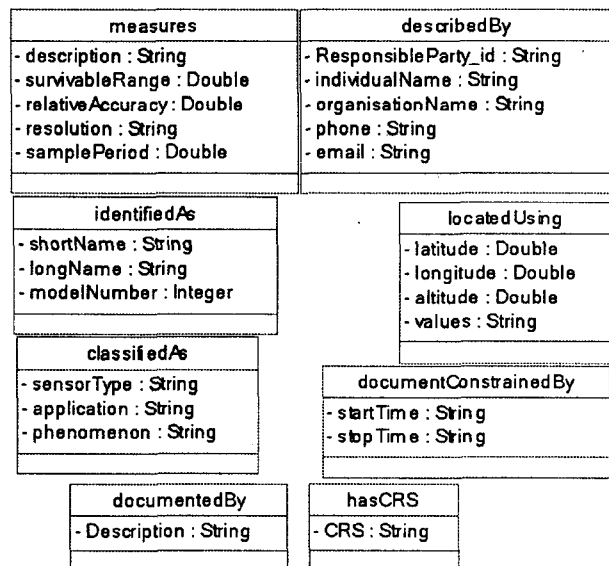 measures
- description : String
- survivableRange : Double
- relativeAccuracy : Double
- resolution : String
- samplePeriod : Double
describedBy
- ResponsibleParty_id : String
- individualName : String
- organisationName : String
- phone : String
- email : String
identifiedAs
- shortName : String
- longName : String
- modelNumber : Integer
locatedUsing
- latitude : Double
- longitude : Double
- altitude : Double
- values : String
classifiedAs
- sensorType : String
- application : String
- phenomenon : String
documentConstrainedBy
- startTime : String
- stopTime : String
documentedBy
- Description : String
hasCRS
- CRS : String